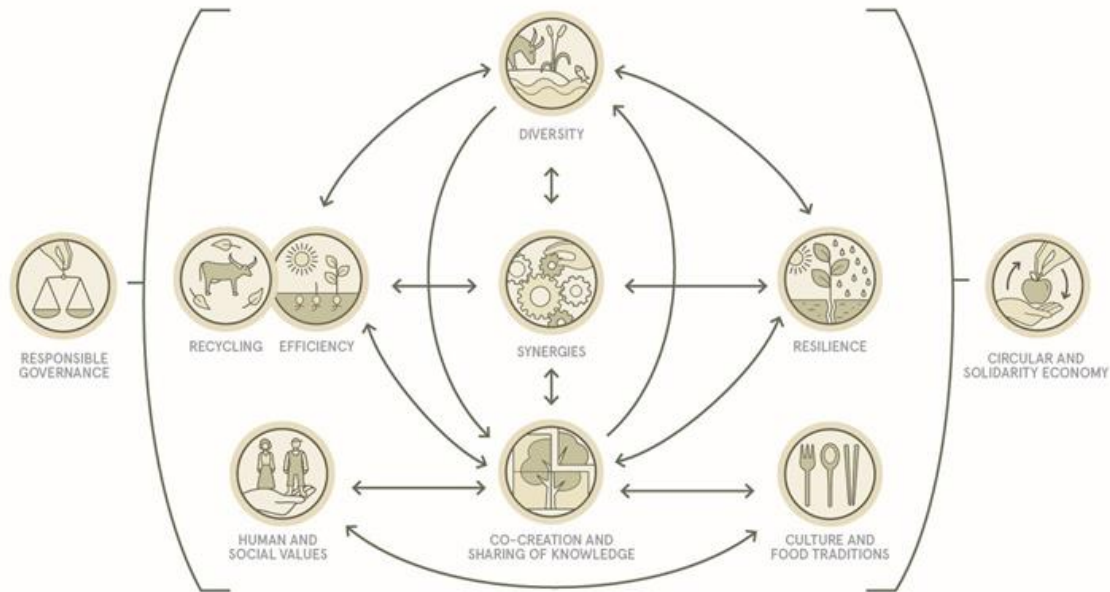 DIVERSITY
RECYCLING
EFFICIENCY
SYNERGIES
RESILIENCE
RESPONSIBLE
GOVERNANCE
CIRCULAR AND
SOLIDARITY ECONOMY
HUMAN AND
SOCIAL VALUES
CO-CREATION AND
SHARING OF KNOWLEDGE
CULTURE AND
FOOD TRADITIONS